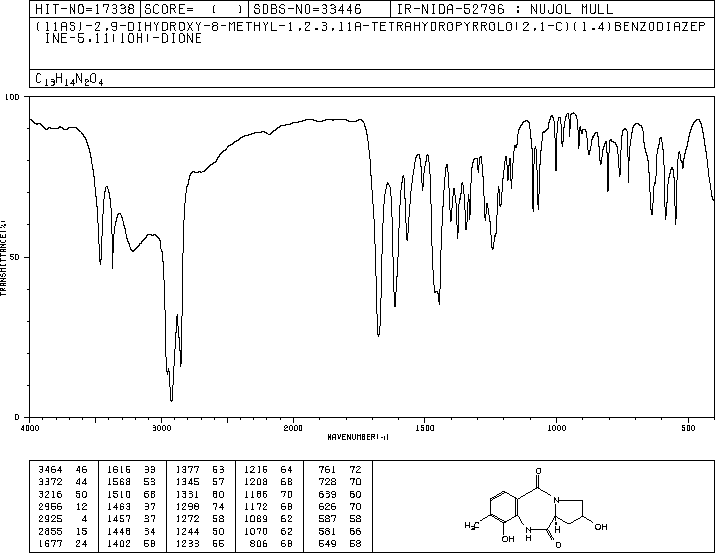 HIT-NO=17338 SCORE= ( ) SDBS-NO=33446 IR-NIDA-52796 : NUJOL MULL
(11AS)-2,9-DIHYDROXY-8-METHYL-1,2,3,11A-TETRAHYDROPYRROLO(2,1-C)(1,4)BENZODIAZEP
INE-5,11(10H)-DIONE
C13H14N2O4
100
50
0
TRANSMITTANCE(%)
4000 3000 2000 1500 1000 500
WAVENUMBER(-1)
3464 46 1616 33 1377 53 1216 64 761 72
3372 44 1568 53 1345 57 1208 68 728 70
3216 50 1510 68 1331 60 1186 70 639 60
2956 12 1463 37 1298 74 1172 68 626 70
2925 4 1457 37 1272 58 1089 62 587 58
2855 15 1448 34 1244 50 1070 62 581 66
1677 24 1402 58 1233 55 806 68 549 58
O
N
H3C
OH
NH
O
H
OH